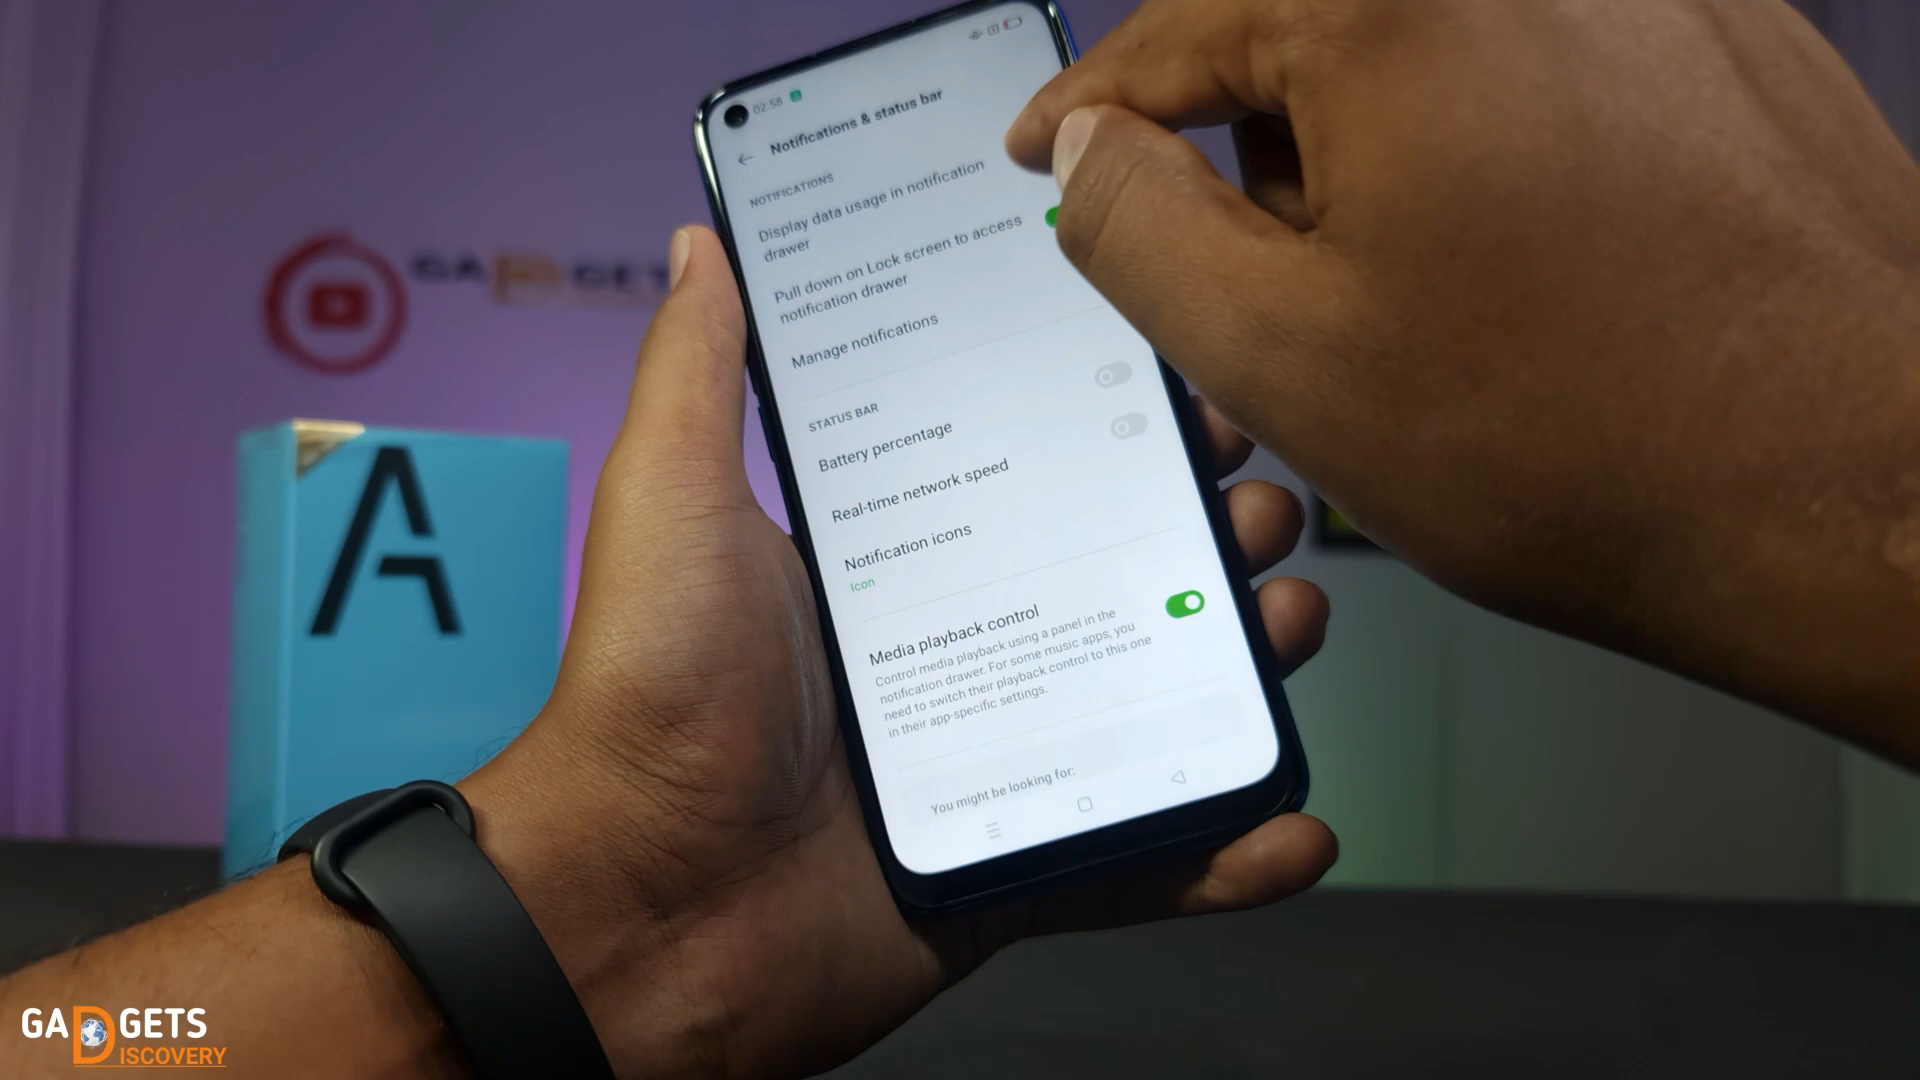 02:58
Notifications & status bar
NOTIFICATIONS
Display data usage in notification
drawer
Pull down on Lock screen to access
notification drawer
Manage notifications
STATUS BAR
Battery percentage
Real-time network speed
Notification icons
Icon
Media playback control
Control media playback using a panel in the
notification drawer. For some music apps, you
need to switch their playback control to this one
in their app-specific settings.
You might be looking for:
GADGET
A
GADGETS
DISCOVERY